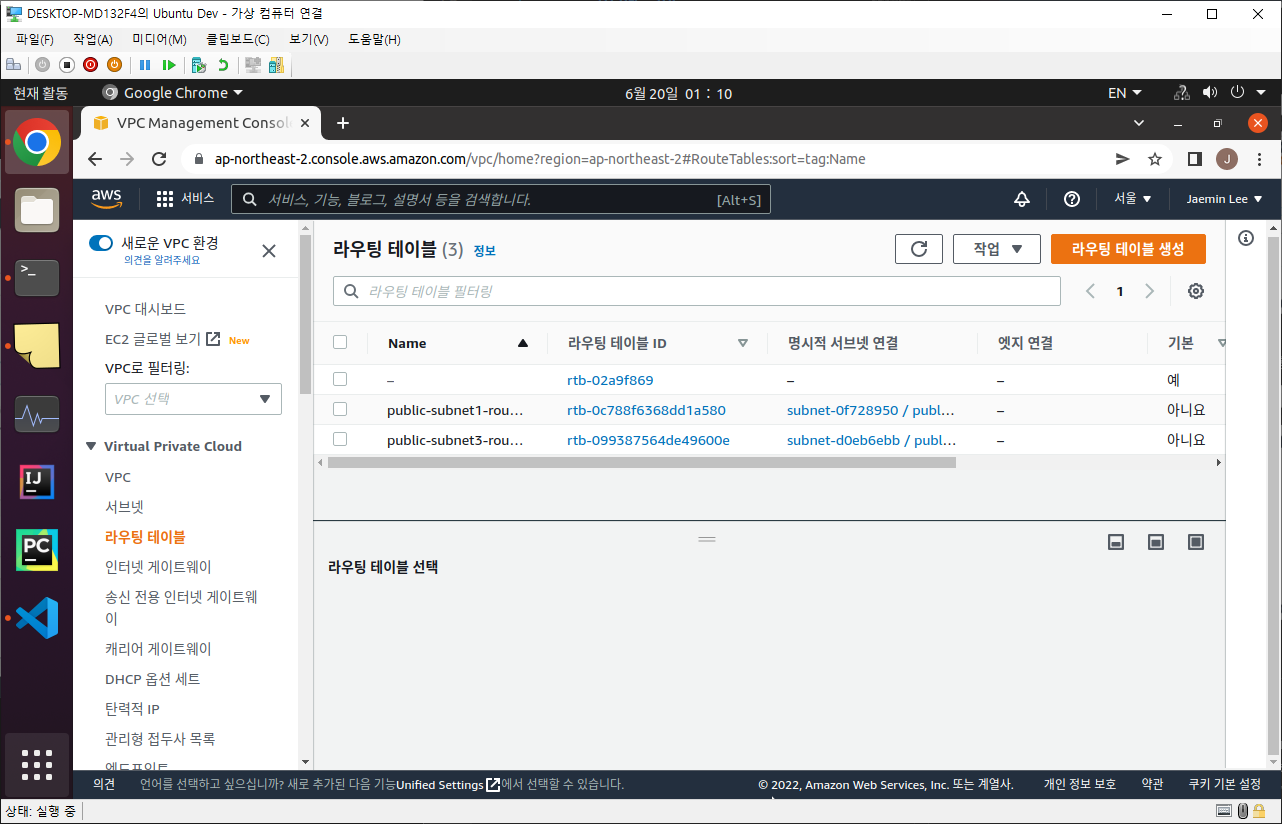 DESKTOP-MD132F4의 Ubuntu Dev - 가상 컴퓨터 연결
파일(F) 작업(A) 미디어(M) 클립보드(C) 보기(V) 도움말(H)
현재 활동 Google Chrome 6월 20일 01 : 10 EN
VPC Management Consol
ap-northeast-2.console.aws.amazon.com/vpc/home?region=ap-northeast-2#RouteTables:sort=tag:Name J
aws 서비스 서비스, 기능, 블로그, 설명서 등을 검색합니다. [Alt+S] 서울 Jaemin Lee
새로운 VPC 환경
의견을 알려주세요
VPC 대시보드
EC2 글로벌 보기 New
VPC로 필터링:
VPC 선택
Virtual Private Cloud
VPC
서브넷
라우팅 테이블
인터넷 게이트웨이
송신 전용 인터넷 게이트웨
이
캐리어 게이트웨이
DHCP 옵션 세트
탄력적 IP
관리형 접두사 목록
엔드포인트
라우팅 테이블 (3) 정보 작업 라우팅 테이블 생성
라우팅 테이블 필터링 1
Name 라우팅 테이블 ID 명시적 서브넷 연결 엣지 연결 기본
– rtb-02a9f869 – – 예
public-subnet1-rou... rtb-0c788f6368dd1a580 subnet-0f728950 / publ... – 아니요
public-subnet3-rou... rtb-099387564de49600e subnet-d0eb6ebb / publ... – 아니요
라우팅 테이블 선택
IJ
PC
의견 언어를 선택하고 싶으십니까? 새로 추가된 다음 기능Unified Settings에서 선택할 수 있습니다. © 2022, Amazon Web Services, Inc. 또는 계열사. 개인 정보 보호 약관 쿠키 기본 설정
상태: 실행 중